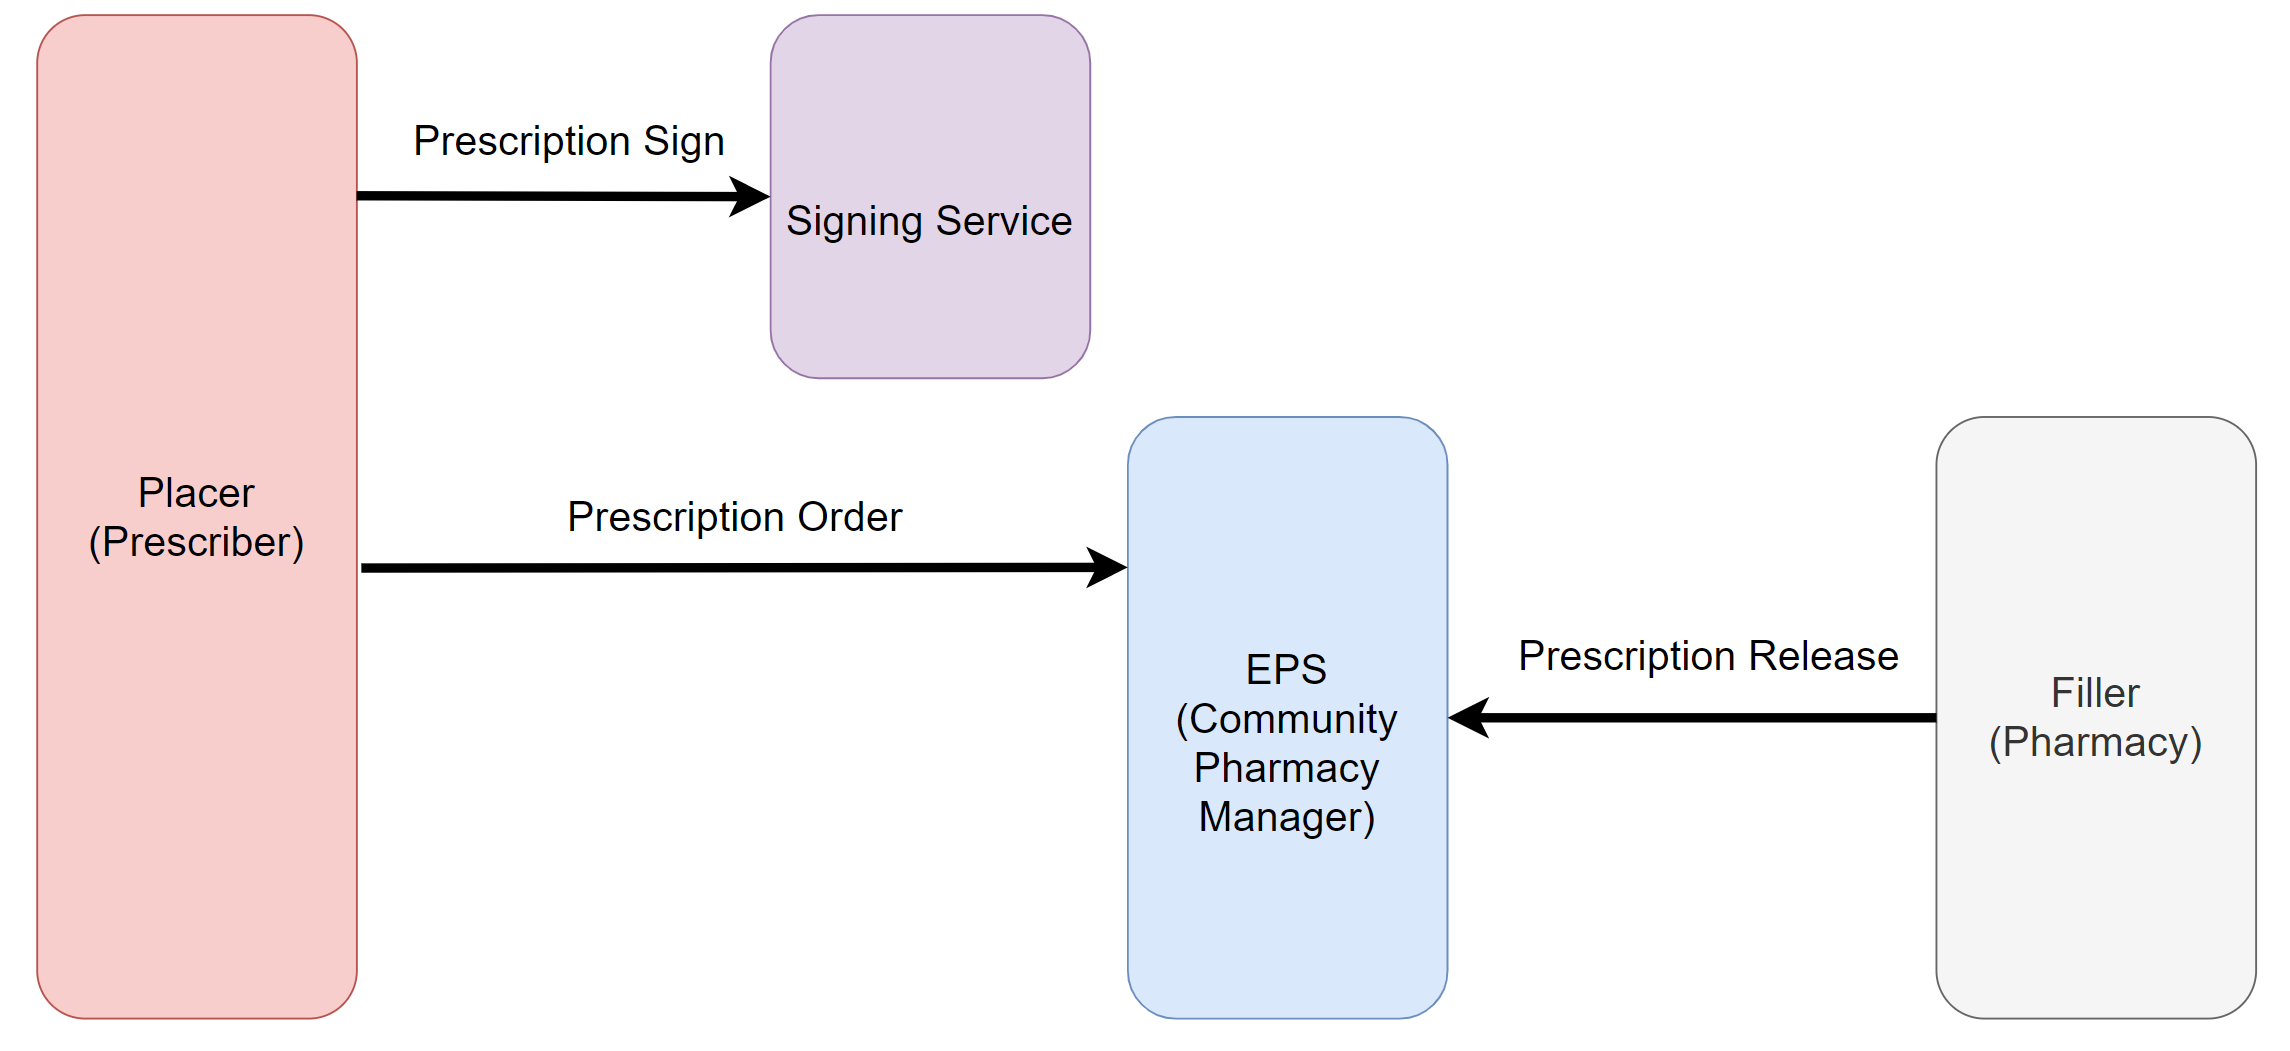 Prescription Sign
Signing Service
Placer
(Prescriber)
Prescription Order
EPS
(Community
Pharmacy
Manager)
Prescription Release
Filler
(Pharmacy)